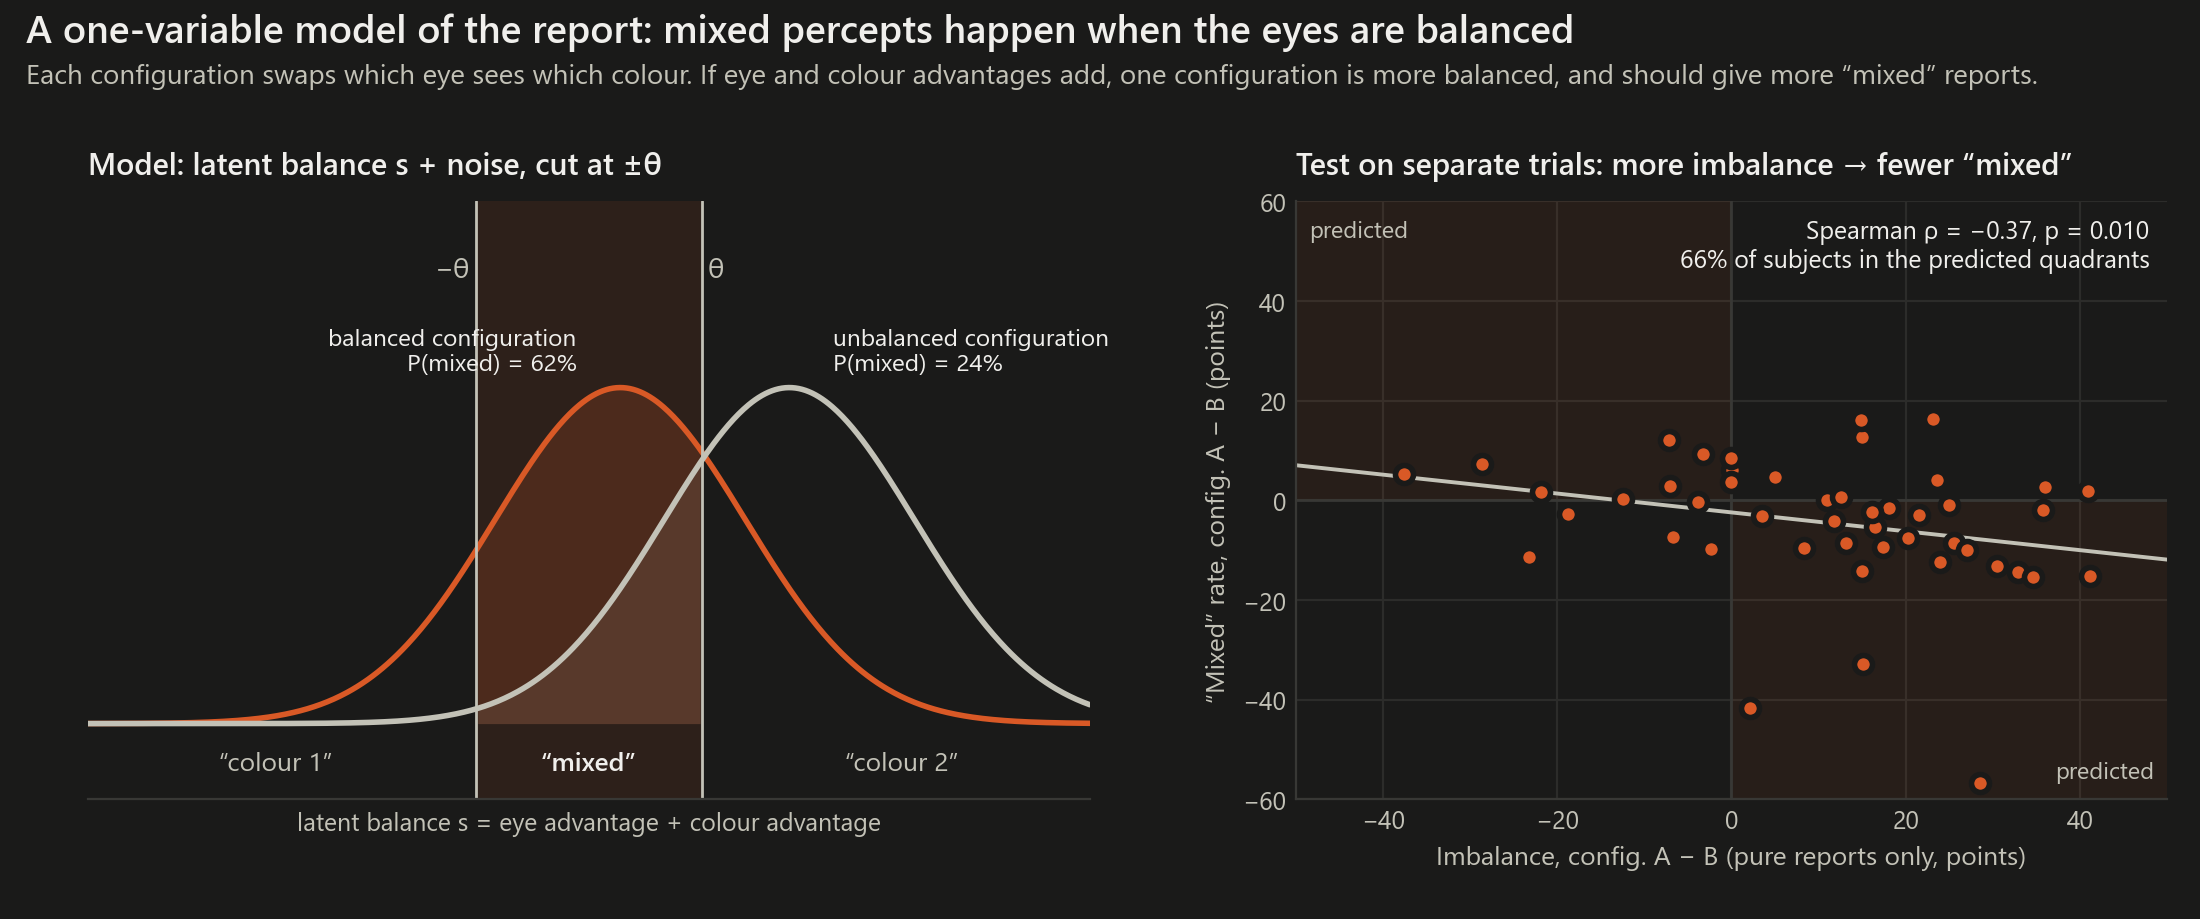 A one-variable model of the report: mixed percepts happen when the eyes are balanced
Each configuration swaps which eye sees which colour. If eye and colour advantages add, one configuration is more balanced, and should give more “mixed” reports.
Model: latent balance s + noise, cut at ±θ
−θ
θ
balanced configuration
P(mixed) = 62%
unbalanced configuration
P(mixed) = 24%
“colour 1”
“mixed”
“colour 2”
latent balance s = eye advantage + colour advantage
Test on separate trials: more imbalance → fewer “mixed”
predicted
Spearman ρ = −0.37, p = 0.010
66% of subjects in the predicted quadrants
“Mixed” rate, config. A − B (points)
60
40
20
0
−20
−40
−60
predicted
−40
−20
0
20
40
Imbalance, config. A − B (pure reports only, points)